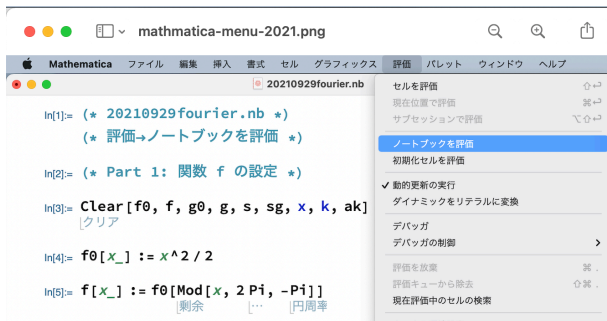 mathmatica-menu-2021.png
Mathematica ファイル 編集 挿入 書式 セル グラフィックス 評価 パレット ウィンドウ ヘルプ
20210929fourier.nb
In[1]:= (* 20210929fourier.nb *)
(* 評価→ノートブックを評価 *)
In[2]:= (* Part 1: 関数 f の設定 *)
In[3]:= Clear[f0, f, g0, g, s, sg, x, k, ak]
クリア
In[4]:= f0[x_] := x^2/2
In[5]:= f[x_] := f0[Mod[x, 2 Pi, -Pi]]
剰余 … 円周率
セルを評価 ⇧⏎
現在位置で評価 ⌘⏎
サブセッションで評価 ⌥⇧⏎
ノートブックを評価
初期化セルを評価
✓ 動的更新の実行
ダイナミックをリテラルに変換
デバッガ
デバッガの制御 >
評価を放棄 ⌘ .
評価キューから除去 ⇧⌘ .
現在評価中のセルの検索